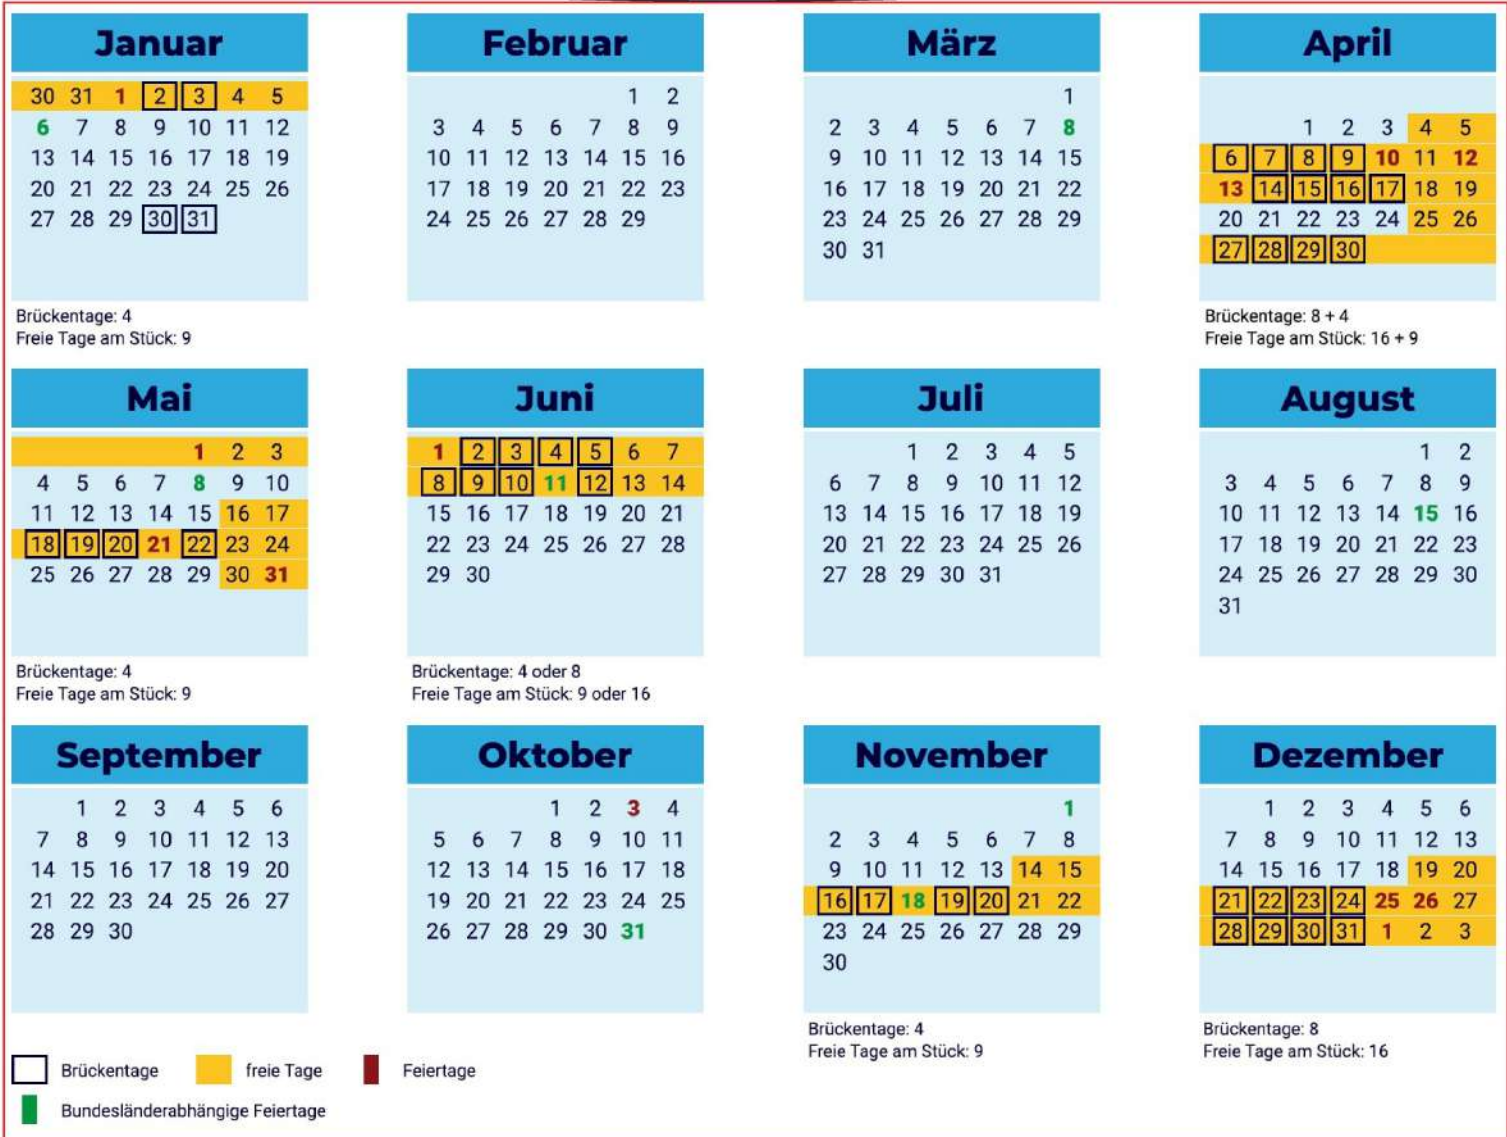 Januar
30 31 1 2 3 4 5
6 7 8 9 10 11 12
13 14 15 16 17 18 19
20 21 22 23 24 25 26
27 28 29 30 31
Brückentage: 4
Freie Tage am Stück: 9
Februar
1 2
3 4 5 6 7 8 9
10 11 12 13 14 15 16
17 18 19 20 21 22 23
24 25 26 27 28 29
März
1
2 3 4 5 6 7 8
9 10 11 12 13 14 15
16 17 18 19 20 21 22
23 24 25 26 27 28 29
30 31
April
1 2 3 4 5
6 7 8 9 10 11 12
13 14 15 16 17 18 19
20 21 22 23 24 25 26
27 28 29 30
Brückentage: 8 + 4
Freie Tage am Stück: 16 + 9
Mai
1 2 3
4 5 6 7 8 9 10
11 12 13 14 15 16 17
18 19 20 21 22 23 24
25 26 27 28 29 30 31
Brückentage: 4
Freie Tage am Stück: 9
Juni
1 2 3 4 5 6 7
8 9 10 11 12 13 14
15 16 17 18 19 20 21
22 23 24 25 26 27 28
29 30
Brückentage: 4 oder 8
Freie Tage am Stück: 9 oder 16
Juli
1 2 3 4 5
6 7 8 9 10 11 12
13 14 15 16 17 18 19
20 21 22 23 24 25 26
27 28 29 30 31
August
1 2
3 4 5 6 7 8 9
10 11 12 13 14 15 16
17 18 19 20 21 22 23
24 25 26 27 28 29 30
31
September
1 2 3 4 5 6
7 8 9 10 11 12 13
14 15 16 17 18 19 20
21 22 23 24 25 26 27
28 29 30
Oktober
1 2 3 4
5 6 7 8 9 10 11
12 13 14 15 16 17 18
19 20 21 22 23 24 25
26 27 28 29 30 31
November
1
2 3 4 5 6 7 8
9 10 11 12 13 14 15
16 17 18 19 20 21 22
23 24 25 26 27 28 29
30
Brückentage: 4
Freie Tage am Stück: 9
Dezember
1 2 3 4 5 6
7 8 9 10 11 12 13
14 15 16 17 18 19 20
21 22 23 24 25 26 27
28 29 30 31 1 2 3
Brückentage: 8
Freie Tage am Stück: 16
Brückentage
freie Tage
Feiertage
Bundesländerabhängige Feiertage